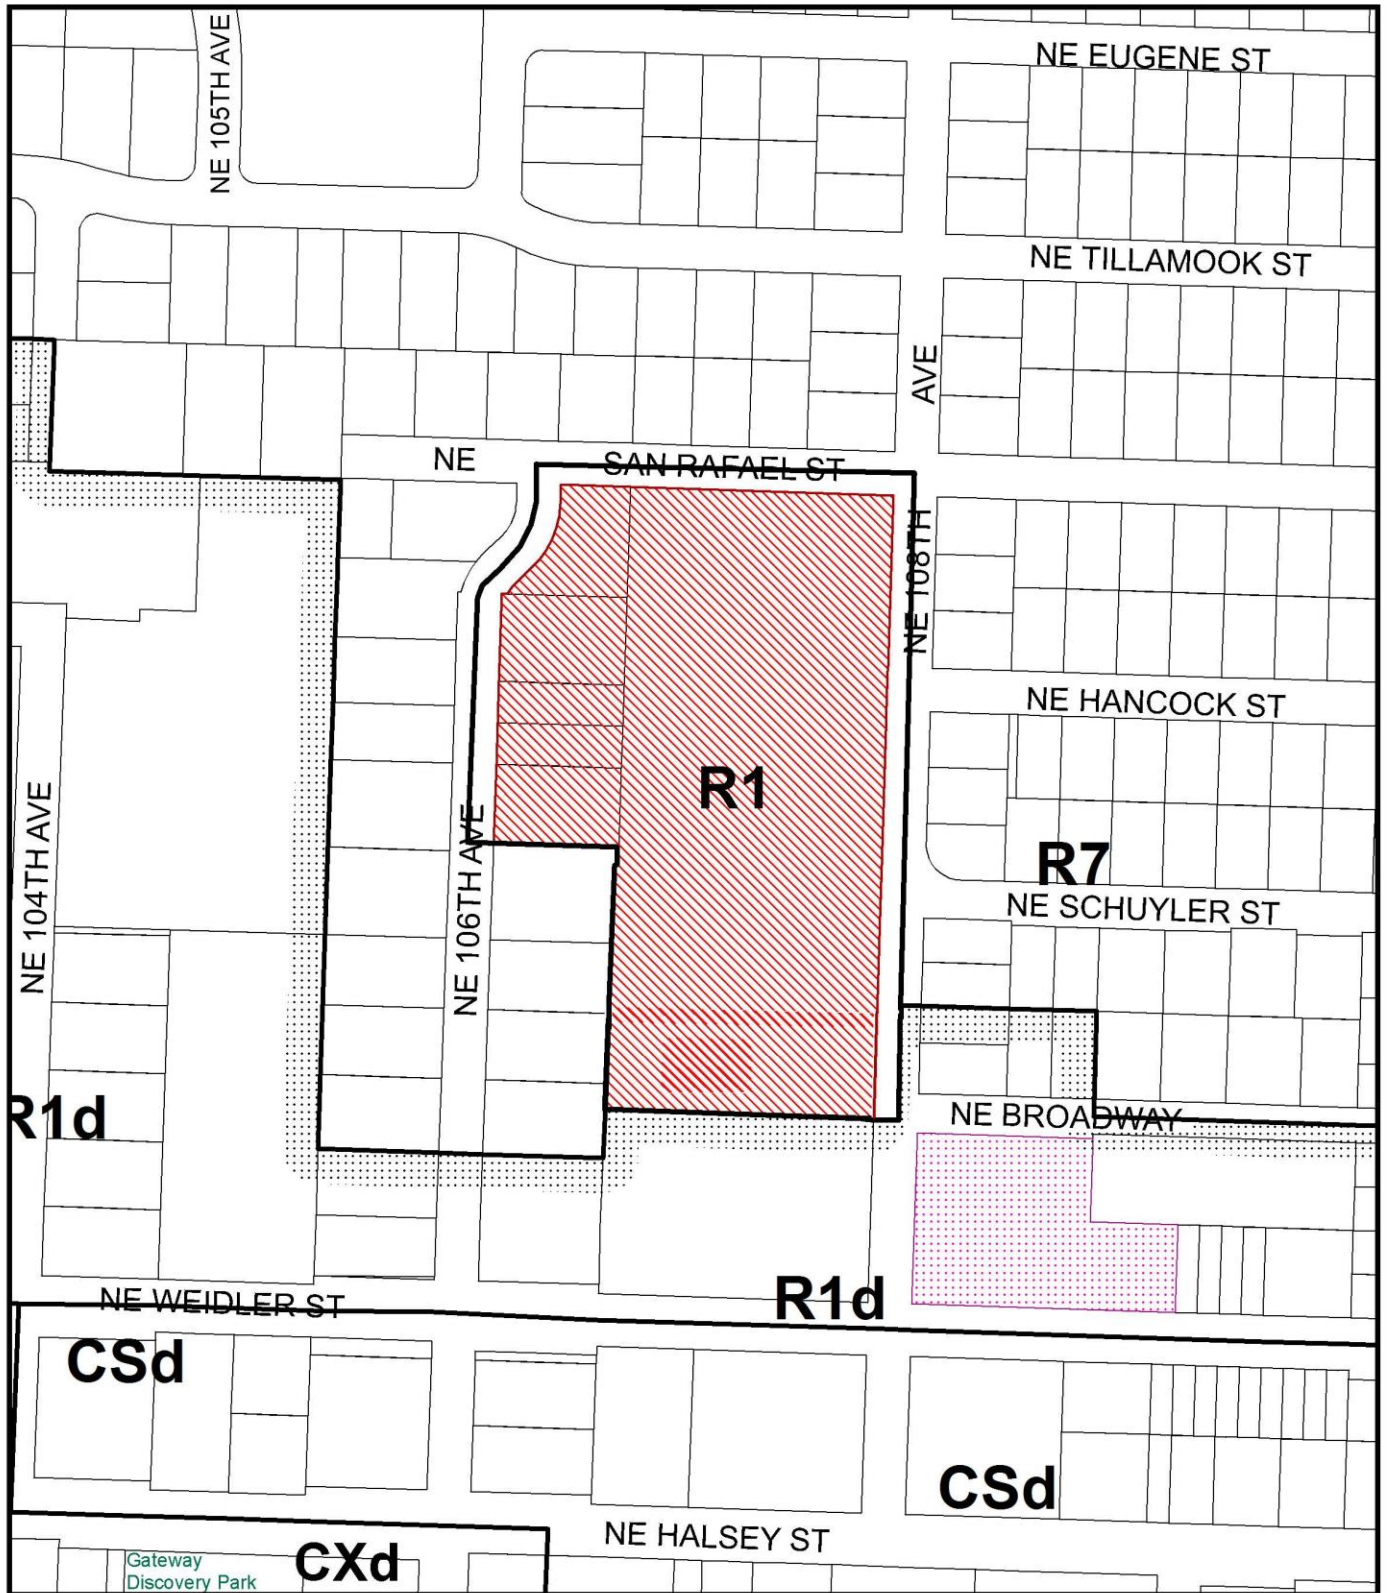 NE EUGENE ST
NE 105TH AVE
NE TILLAMOOK ST
AVE
NE
SAN RAFAEL ST
NE 108TH
NE HANCOCK ST
R1
NE 104TH AVE
NE 106TH AVE
R7
NE SCHUYLER ST
R1d
NE BROADWAY
R1d
NE WEIDLER ST
CSd
CSd
NE HALSEY ST
Gateway
Discovery Park
CXd